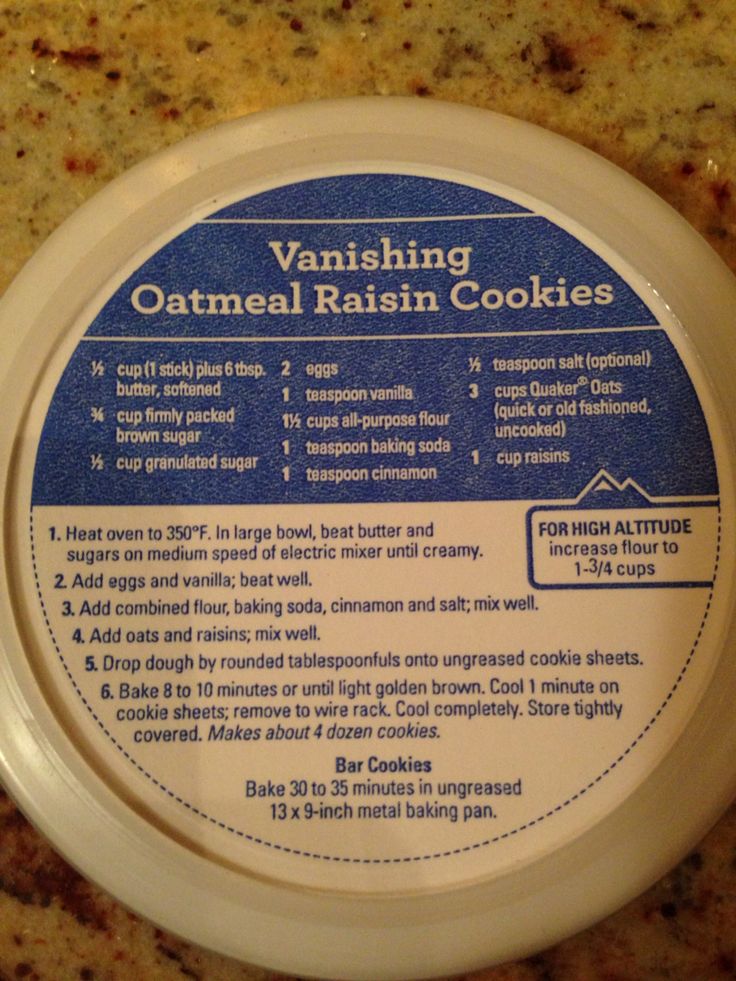 Vanishing
Oatmeal Raisin Cookies
½ cup (1 stick) plus 6 tbsp.
butter, softened
¾ cup firmly packed
brown sugar
½ cup granulated sugar
2 eggs
1 teaspoon vanilla
1½ cups all-purpose flour
1 teaspoon baking soda
1 teaspoon cinnamon
½ teaspoon salt (optional)
3 cups Quaker® Oats
(quick or old fashioned,
uncooked)
1 cup raisins
FOR HIGH ALTITUDE
increase flour to
1-3/4 cups
1. Heat oven to 350°F. In large bowl, beat butter and
sugars on medium speed of electric mixer until creamy.
2. Add eggs and vanilla; beat well.
3. Add combined flour, baking soda, cinnamon and salt; mix well.
4. Add oats and raisins; mix well.
5. Drop dough by rounded tablespoonfuls onto ungreased cookie sheets.
6. Bake 8 to 10 minutes or until light golden brown. Cool 1 minute on
cookie sheets; remove to wire rack. Cool completely. Store tightly
covered. Makes about 4 dozen cookies.
Bar Cookies
Bake 30 to 35 minutes in ungreased
13 x 9-inch metal baking pan.